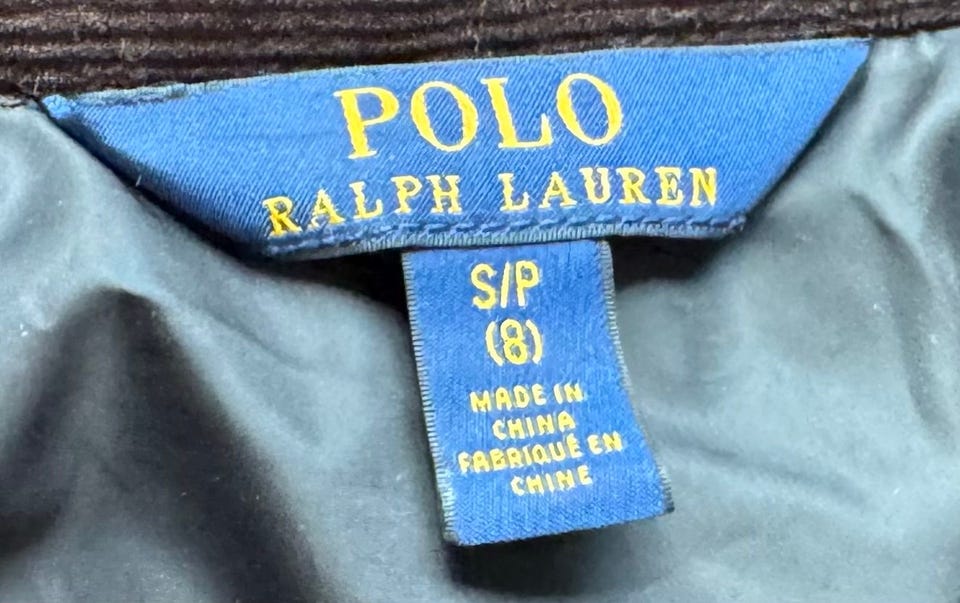 POLO
RALPH LAUREN
S/P
(8)
MADE IN
CHINA
FABRIQUÉ EN
CHINE